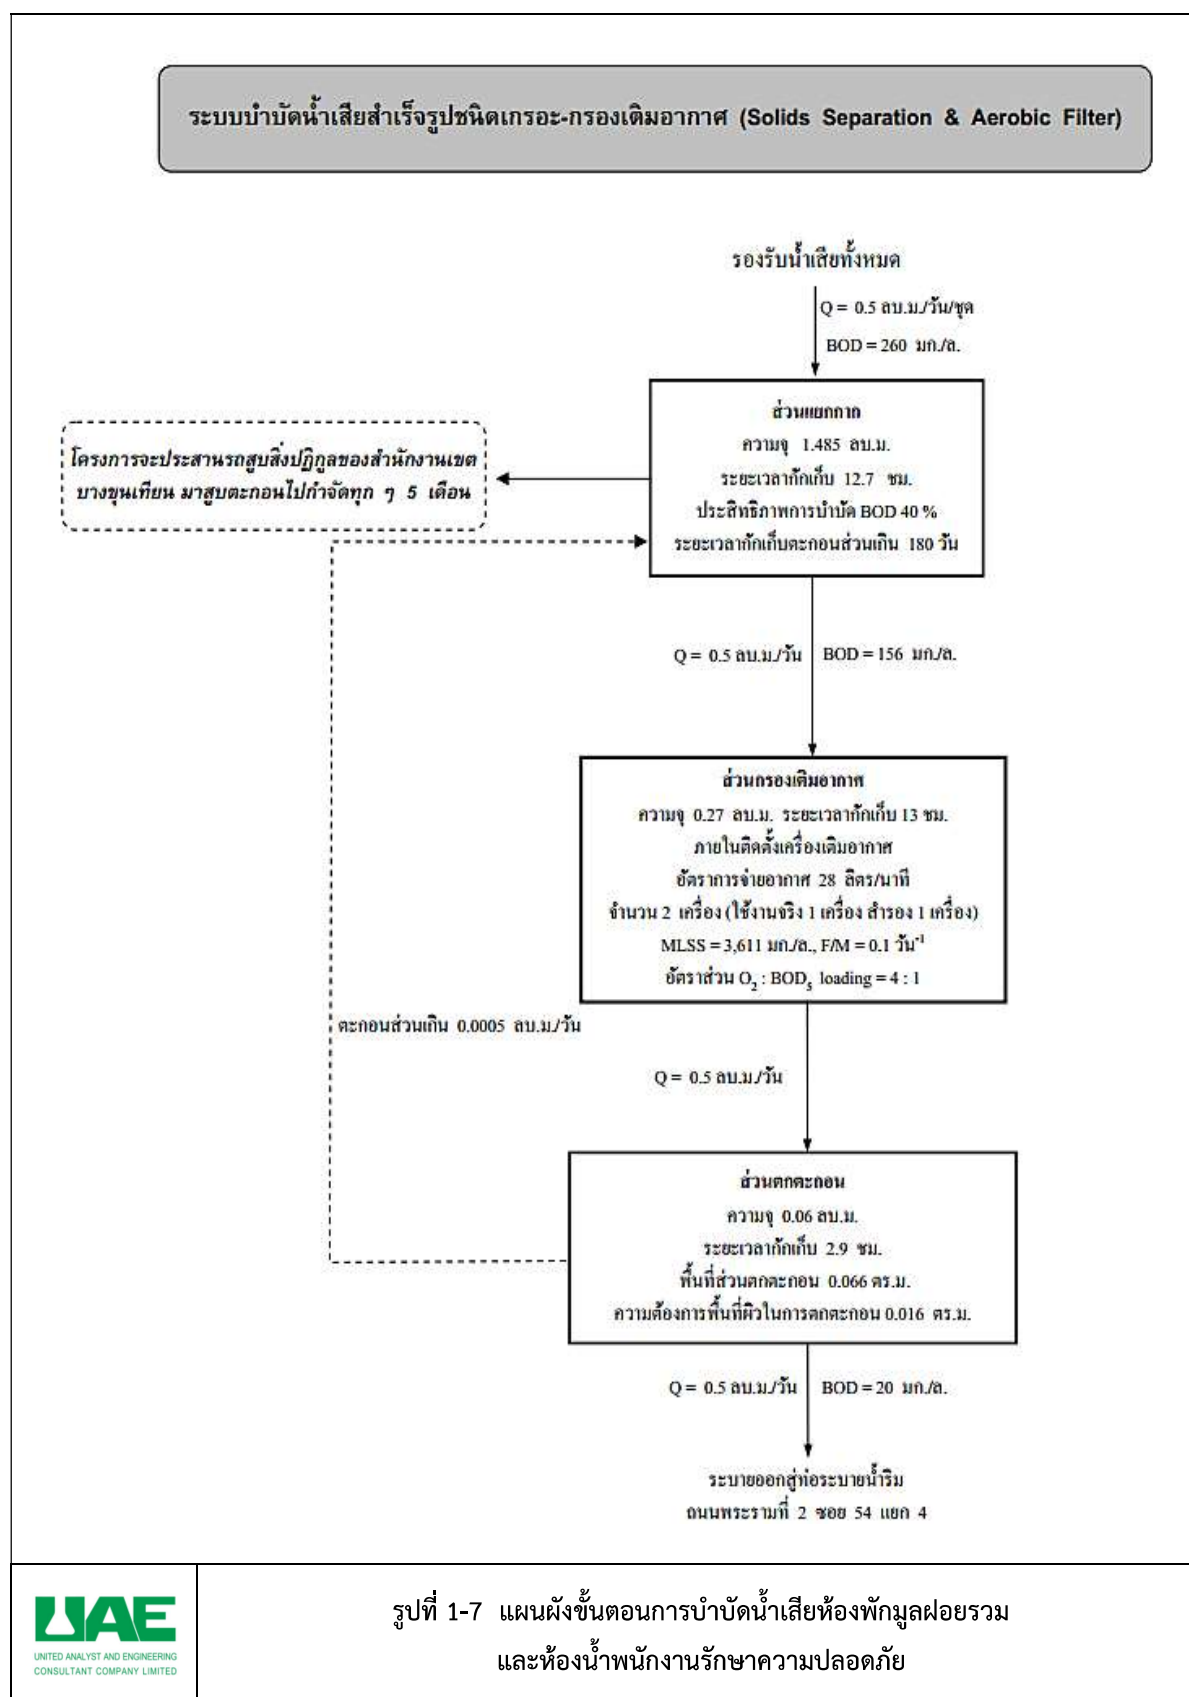 ระบบบำบัดน้ำเสียสำเร็จรูปชนิดเกรอะ-กรองเติมอากาศ (Solids Separation & Aerobic Filter)
รองรับน้ำเสียทั้งหมด
Q = 0.5 ลบ.ม./วัน/ชุด
BOD = 260 มก./ล.
ส่วนแยกกาก
ความจุ 1.485 ลบ.ม.
ระยะเวลากักเก็บ 12.7 ชม.
ประสิทธิภาพการบำบัด BOD 40 %
ระยะเวลากักเก็บตะกอนส่วนเกิน 180 วัน
โครงการจะประสานรถสูบสิ่งปฏิกูลของสำนักงานเขต
บางขุนเทียน มาสูบตะกอนไปกำจัดทุก ๆ 5 เดือน
Q = 0.5 ลบ.ม./วัน BOD = 156 มก./ล.
ส่วนกรองเติมอากาศ
ความจุ 0.27 ลบ.ม. ระยะเวลากักเก็บ 13 ชม.
ภายในติดตั้งเครื่องเติมอากาศ
อัตราการจ่ายอากาศ 28 ลิตร/นาที
จำนวน 2 เครื่อง (ใช้งานจริง 1 เครื่อง สำรอง 1 เครื่อง)
MLSS = 3,611 มก./ล., F/M = 0.1 วัน⁻¹
อัตราส่วน O₂ : BOD₅ loading = 4 : 1
ตะกอนส่วนเกิน 0.0005 ลบ.ม./วัน
Q = 0.5 ลบ.ม./วัน
ส่วนตกตะกอน
ความจุ 0.06 ลบ.ม.
ระยะเวลากักเก็บ 2.9 ชม.
พื้นที่ส่วนตกตะกอน 0.066 ตร.ม.
ความต้องการพื้นที่ผิวในการตกตะกอน 0.016 ตร.ม.
Q = 0.5 ลบ.ม./วัน BOD = 20 มก./ล.
ระบายออกสู่ท่อระบายน้ำริม
ถนนพระรามที่ 2 ซอย 54 แยก 4
UAE
UNITED ANALYST AND ENGINEERING
CONSULTANT COMPANY LIMITED
รูปที่ 1-7 แผนผังขั้นตอนการบำบัดน้ำเสียห้องพักมูลฝอยรวม
และห้องน้ำพนักงานรักษาความปลอดภัย